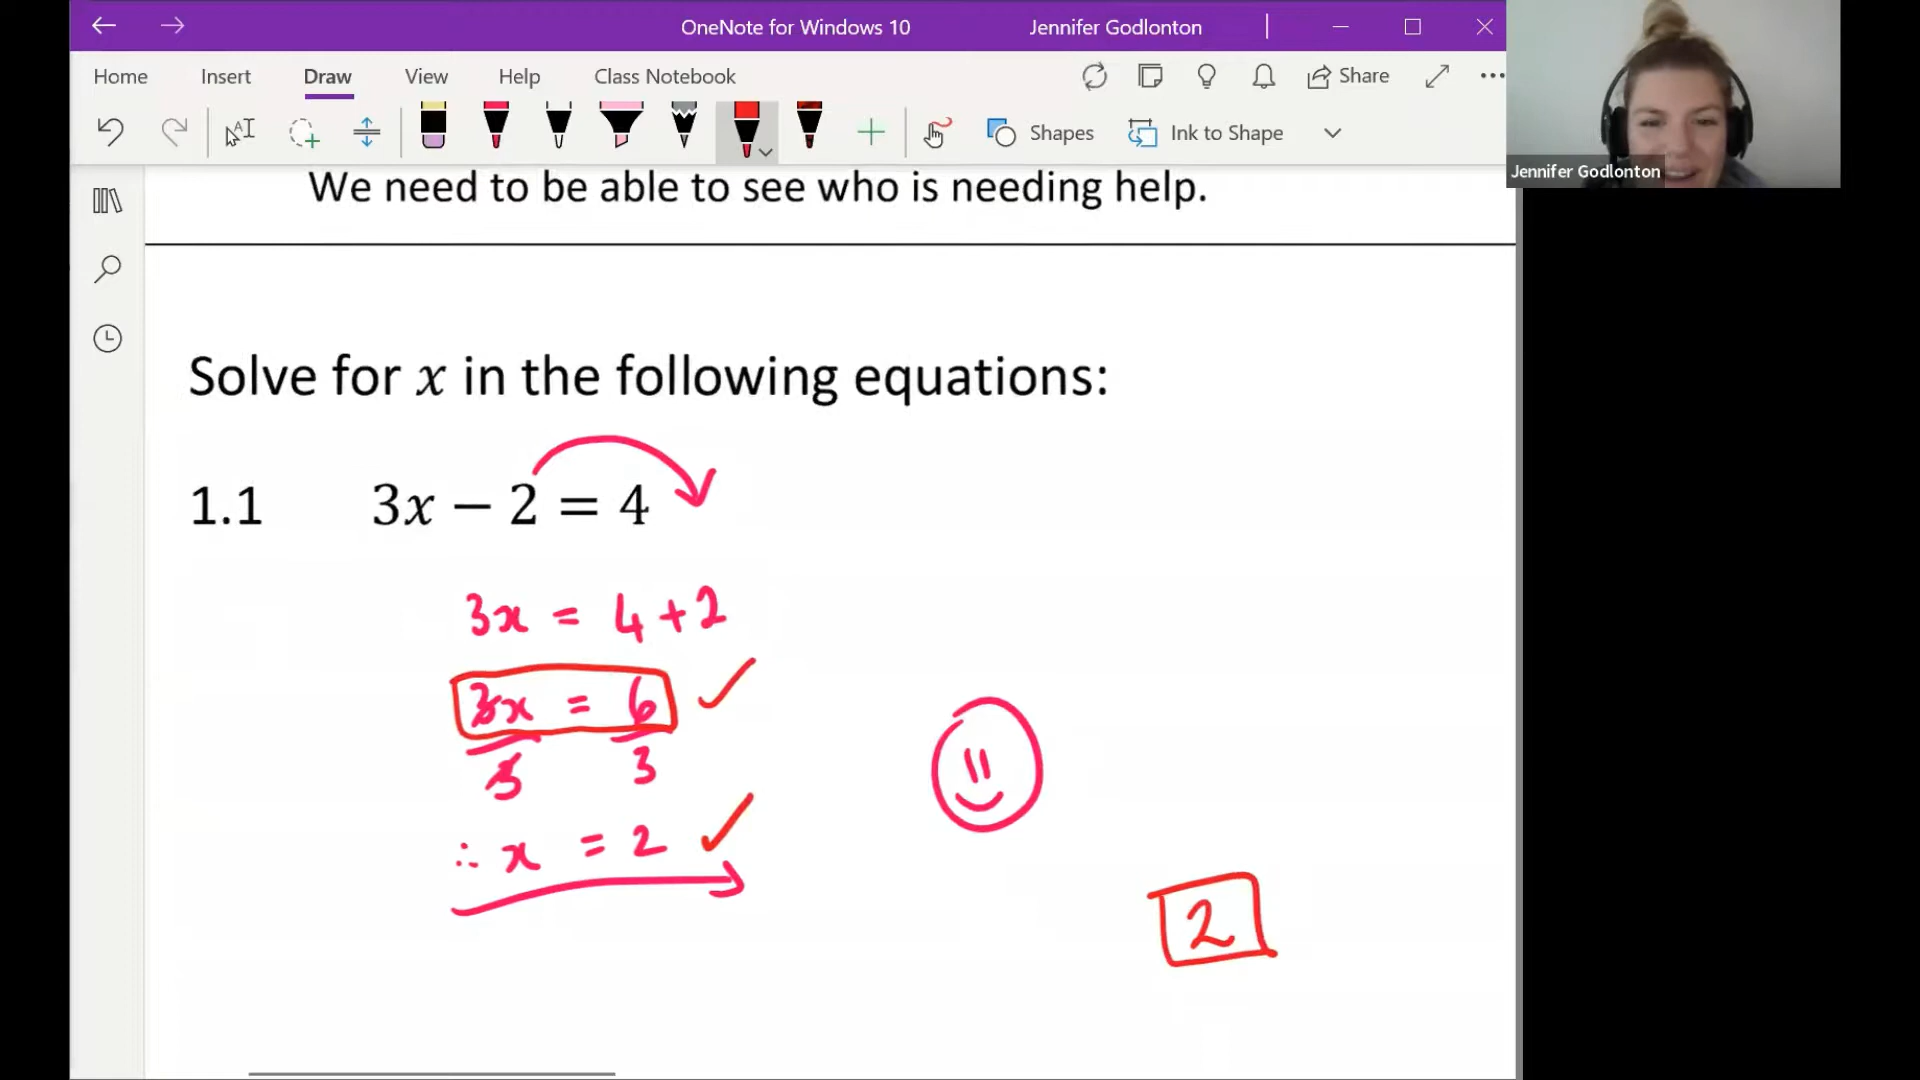 OneNote for Windows 10
Jennifer Godlonton
Home Insert Draw View Help Class Notebook Share
Shapes Ink to Shape
Jennifer Godlonton
We need to be able to see who is needing help.
Solve for x in the following equations:
1.1 3x − 2 = 4
3x = 4 + 2
3x = 6
3 3
∴ x = 2
2